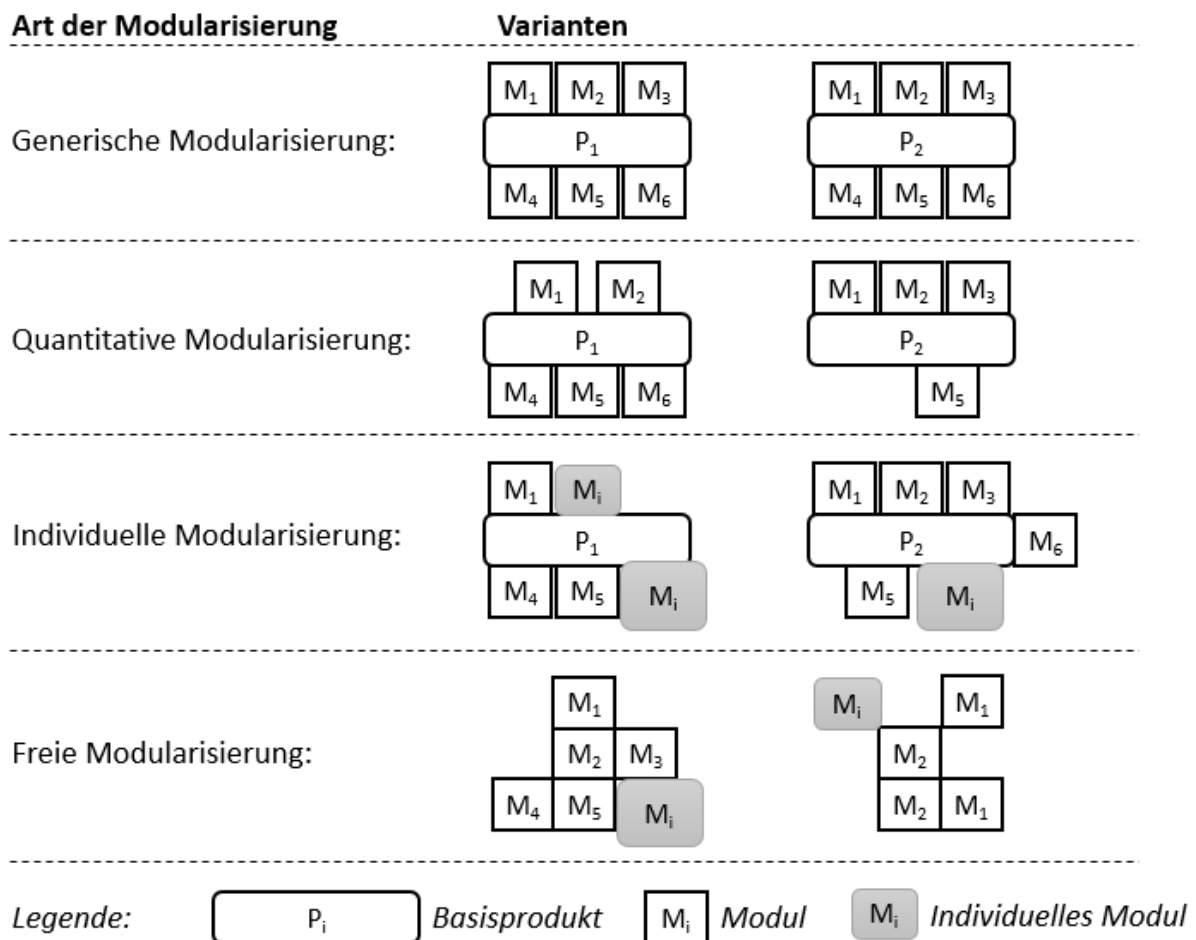 Art der Modularisierung Varianten
M₁ M₂ M₃ M₁ M₂ M₃
Generische Modularisierung: P₁ P₂
M₄ M₅ M₆ M₄ M₅ M₆
M₁ M₂ M₁ M₂ M₃
Quantitative Modularisierung: P₁ P₂
M₄ M₅ M₆ M₅
M₁ Mᵢ M₁ M₂ M₃
Individuelle Modularisierung: P₁ P₂ M₆
M₄ M₅ Mᵢ M₅ Mᵢ
M₁ Mᵢ M₁
Freie Modularisierung: M₂ M₃ M₂
M₄ M₅ Mᵢ M₂ M₁
Legende: Pᵢ Basisprodukt Mᵢ Modul Mᵢ Individuelles Modul